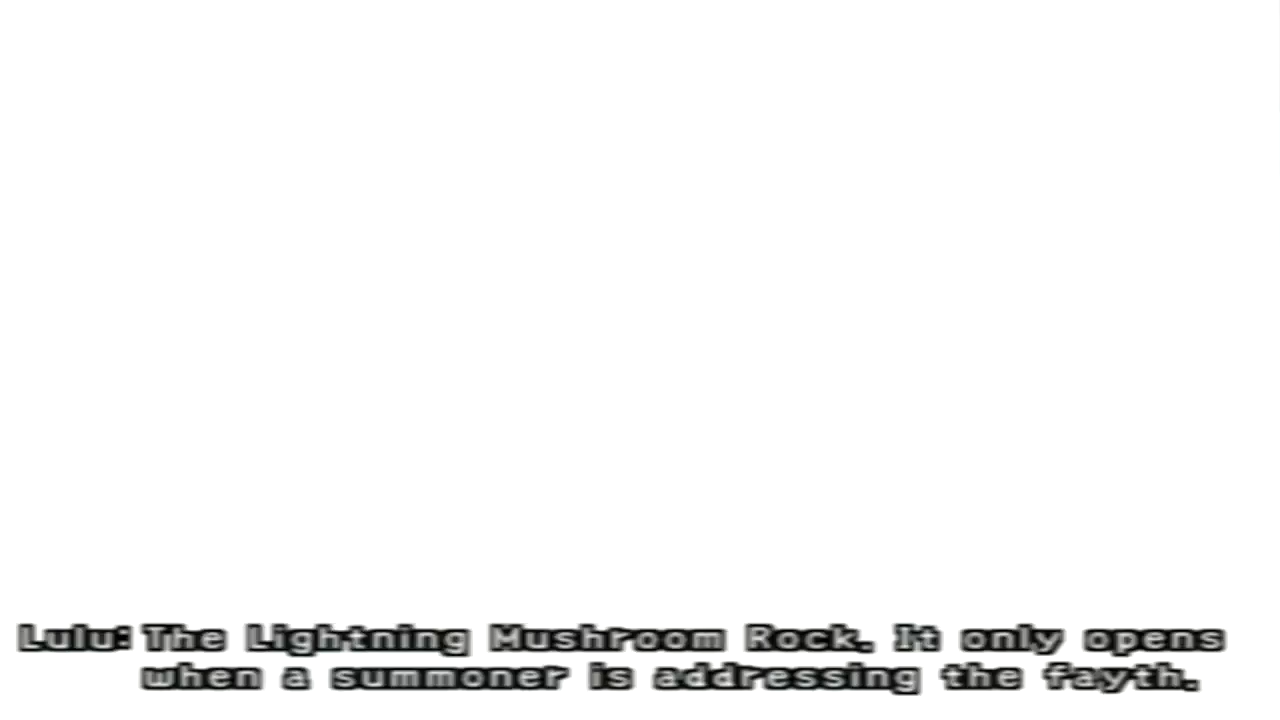 Lulu: The Lightning Mushroom Rock. It only opens
when a summoner is addressing the fayth.